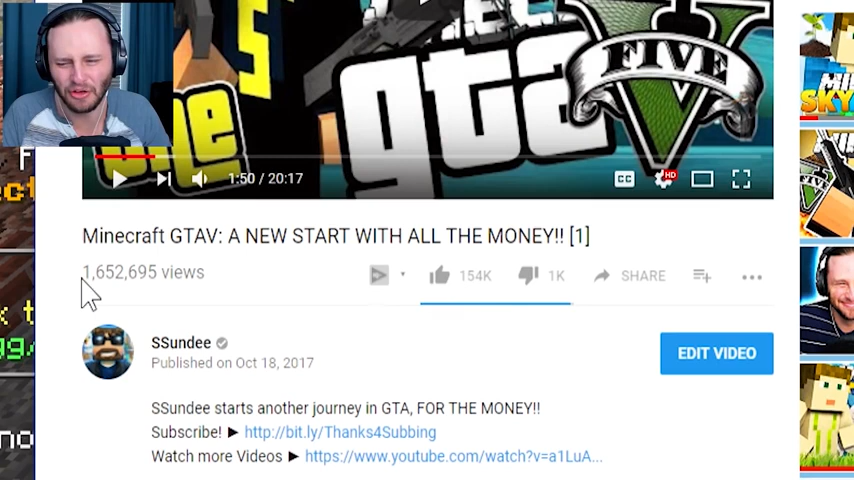 gta
FIVE
1:50 / 20:17
CC
HD
Minecraft GTAV: A NEW START WITH ALL THE MONEY!! [1]
1,652,695 views
154K
1K
SHARE
SSundee
Published on Oct 18, 2017
EDIT VIDEO
SSundee starts another journey in GTA, FOR THE MONEY!!
Subscribe! ► http://bit.ly/Thanks4Subbing
Watch more Videos ► https://www.youtube.com/watch?v=a1LuA...